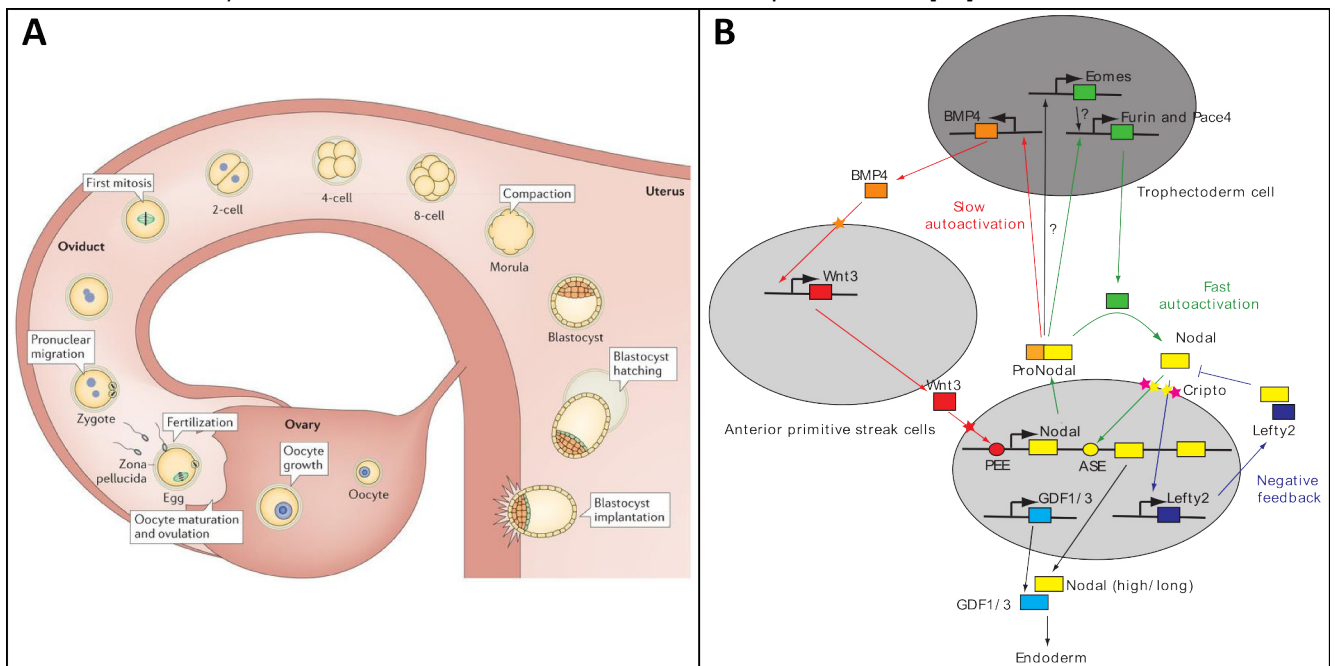 A
First mitosis
2-cell
4-cell
8-cell
Compaction
Uterus
Oviduct
Morula
Blastocyst
Pronuclear
migration
Blastocyst
hatching
Zygote
Fertilization
Ovary
Zona
pellucida
Egg
Oocyte
growth
Oocyte
Oocyte maturation
and ovulation
Blastocyst
implantation
B
Eomes
BMP4
?
Furin and Pace4
BMP4
Trophectoderm cell
Slow
autoactivation
?
Wnt3
Fast
autoactivation
Nodal
ProNodal
Wnt3
Cripto
Anterior primitive streak cells
Nodal
Lefty2
PEE
ASE
Negative
feedback
GDF1/3
Lefty2
Nodal (high/long)
GDF1/3
Endoderm